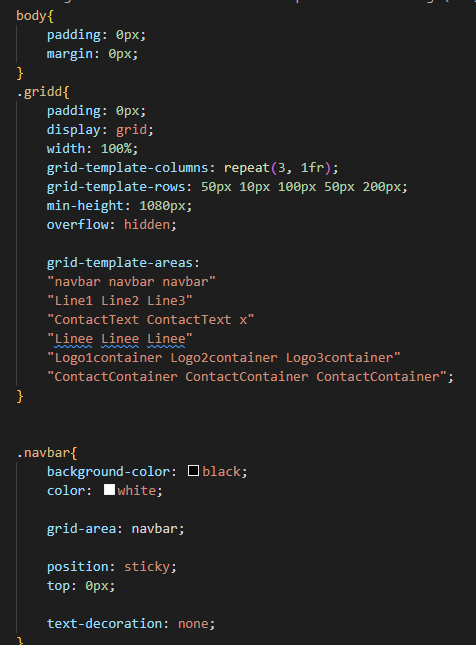 body{
padding: 0px;
margin: 0px;
}
.gridd{
padding: 0px;
display: grid;
width: 100%;
grid-template-columns: repeat(3, 1fr);
grid-template-rows: 50px 10px 100px 50px 200px;
min-height: 1080px;
overflow: hidden;
grid-template-areas:
"navbar navbar navbar"
"Line1 Line2 Line3"
"ContactText ContactText x"
"Linee Linee Linee"
"Logo1container Logo2container Logo3container"
"ContactContainer ContactContainer ContactContainer";
}
.navbar{
background-color: black;
color: white;
grid-area: navbar;
position: sticky;
top: 0px;
text-decoration: none;
}